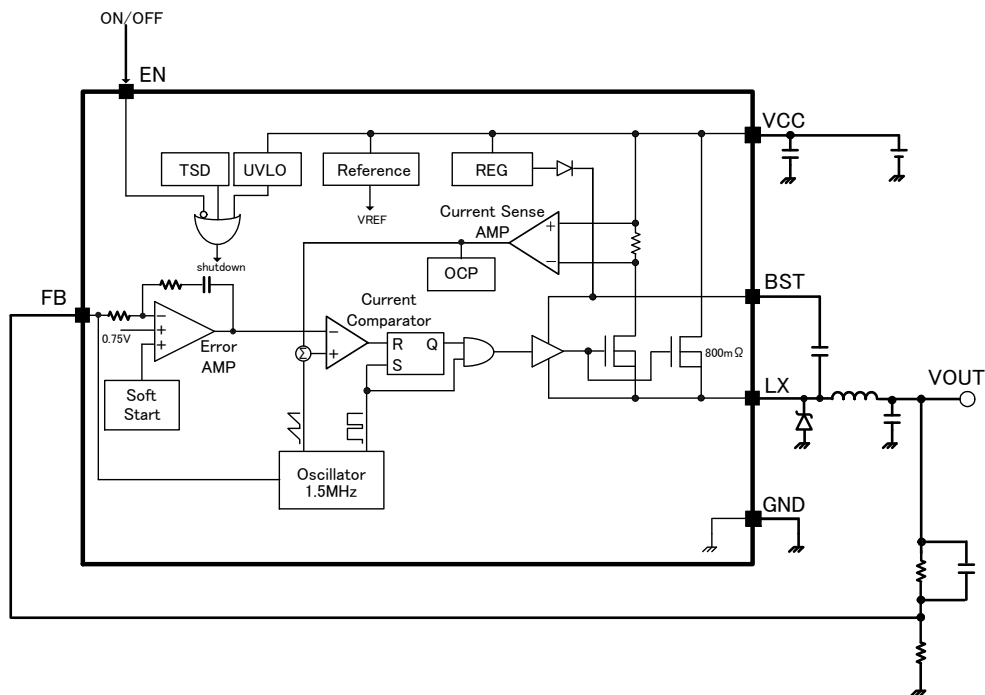 ON/OFF
EN
VCC
TSD
UVLO
Reference
REG
VREF
Current Sense
AMP
shutdown
OCP
BST
FB
Current
Comparator
0.75V
Error
AMP
R
Q
S
Σ
800mΩ
LX
VOUT
Soft
Start
Oscillator
1.5MHz
GND